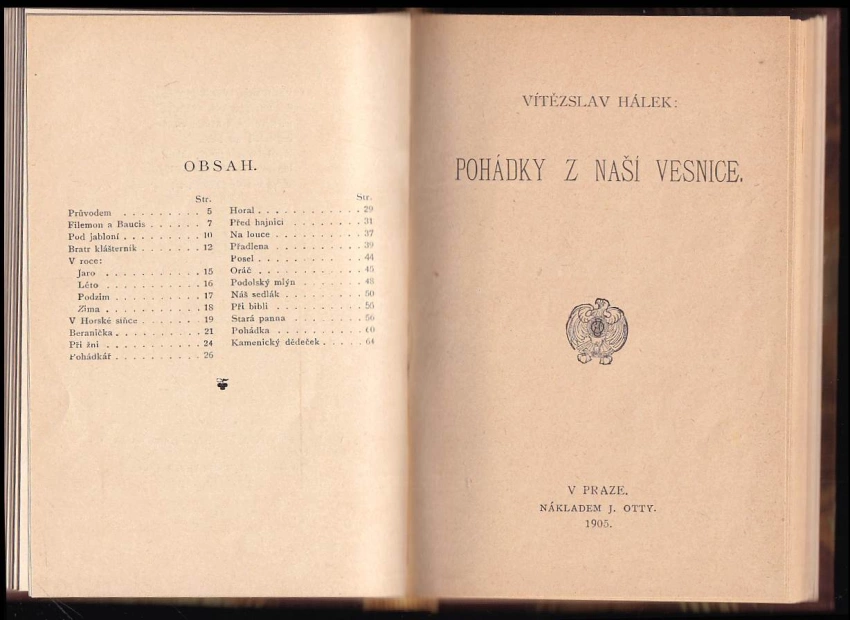 OBSAH.
Str.
Průvodem . . . . . . . . . 5
Filemon a Baucis . . . . . . 7
Pod jabloní . . . . . . . . . 10
Bratr klášterník . . . . . . . 12
V roce:
Jaro . . . . . . . . . . . 15
Léto . . . . . . . . . . . 16
Podzim . . . . . . . . . . 17
Zima . . . . . . . . . . . 18
V Horské stůce . . . . . . . 19
Beranička . . . . . . . . . . 21
Při žni . . . . . . . . . . . 24
Pohádkář . . . . . . . . . . 26
Str.
Horal . . . . . . . . . . . . 29
Před hajnicí . . . . . . . . 31
Na louce . . . . . . . . . . 37
Přadlena . . . . . . . . . . 39
Posel . . . . . . . . . . . . 44
Oráč . . . . . . . . . . . . 45
Podolský mlýn . . . . . . . 48
Náš sedlák . . . . . . . . . 50
Při bibli . . . . . . . . . . 55
Stará panna . . . . . . . . 56
Pohádka . . . . . . . . . . 60
Kamenický dědeček . . . . 64
VÍTĚZSLAV HÁLEK:
POHÁDKY Z NAŠÍ VESNICE.
V PRAZE.
NÁKLADEM J. OTTY.
1905.